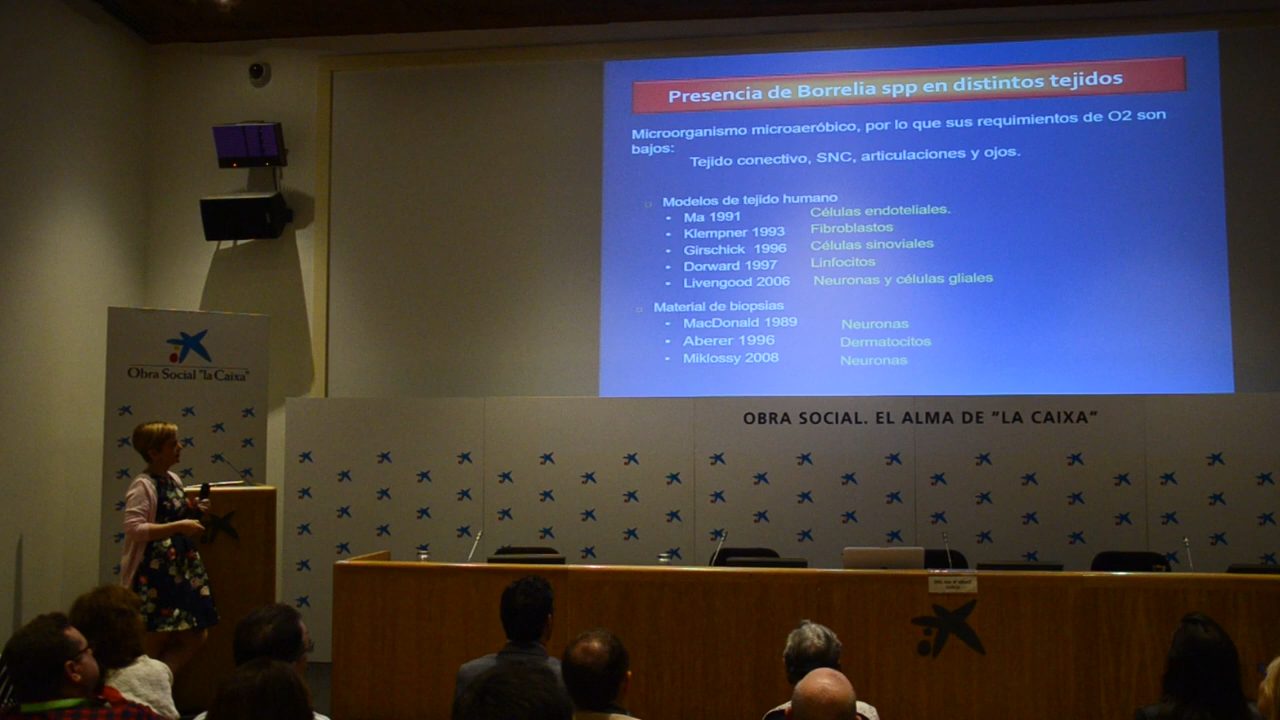 Presencia de Borrelia spp en distintos tejidos
Microorganismo microaeróbico, por lo que sus requimientos de O2 son
bajos:
Tejido conectivo, SNC, articulaciones y ojos.
Modelos de tejido humano
• Ma 1991 Células endoteliales.
• Klempner 1993 Fibroblastos
• Girschick 1996 Células sinoviales
• Dorward 1997 Linfocitos
• Livengood 2006 Neuronas y células gliales
Material de biopsias
• MacDonald 1989 Neuronas
• Aberer 1996 Dermatocitos
• Miklossy 2008 Neuronas
Obra Social "la Caixa"
OBRA SOCIAL. EL ALMA DE "LA CAIXA"